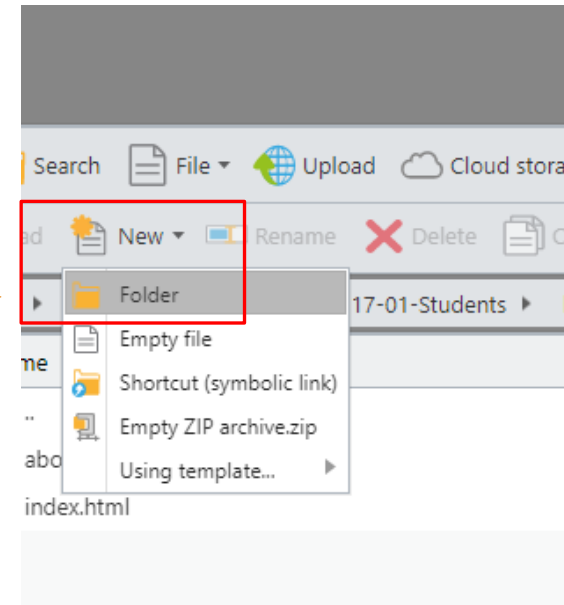 Search File Upload Cloud stora
ad New Rename Delete C
17-01-Students
Folder
Empty file
me
Shortcut (symbolic link)
..
Empty ZIP archive.zip
abo
Using template...
index.html